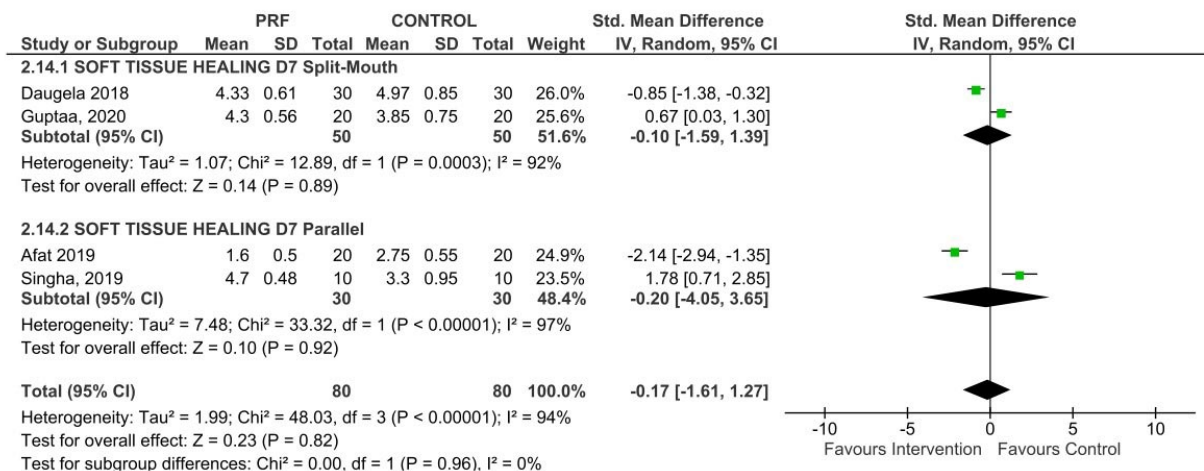 PRF CONTROL Std. Mean Difference Std. Mean Difference
Study or Subgroup Mean SD Total Mean SD Total Weight IV, Random, 95% CI IV, Random, 95% CI
2.14.1 SOFT TISSUE HEALING D7 Split-Mouth
Daugela 2018 4.33 0.61 30 4.97 0.85 30 26.0% -0.85 [-1.38, -0.32]
Guptaa, 2020 4.3 0.56 20 3.85 0.75 20 25.6% 0.67 [0.03, 1.30]
Subtotal (95% CI) 50 50 51.6% -0.10 [-1.59, 1.39]
Heterogeneity: Tau² = 1.07; Chi² = 12.89, df = 1 (P = 0.0003); I² = 92%
Test for overall effect: Z = 0.14 (P = 0.89)
2.14.2 SOFT TISSUE HEALING D7 Parallel
Afat 2019 1.6 0.5 20 2.75 0.55 20 24.9% -2.14 [-2.94, -1.35]
Singha, 2019 4.7 0.48 10 3.3 0.95 10 23.5% 1.78 [0.71, 2.85]
Subtotal (95% CI) 30 30 48.4% -0.20 [-4.05, 3.65]
Heterogeneity: Tau² = 7.48; Chi² = 33.32, df = 1 (P < 0.00001); I² = 97%
Test for overall effect: Z = 0.10 (P = 0.92)
Total (95% CI) 80 80 100.0% -0.17 [-1.61, 1.27]
Heterogeneity: Tau² = 1.99; Chi² = 48.03, df = 3 (P < 0.00001); I² = 94%
Test for overall effect: Z = 0.23 (P = 0.82)
Test for subgroup differences: Chi² = 0.00, df = 1 (P = 0.96), I² = 0%
-10 -5 0 5 10
Favours Intervention Favours Control